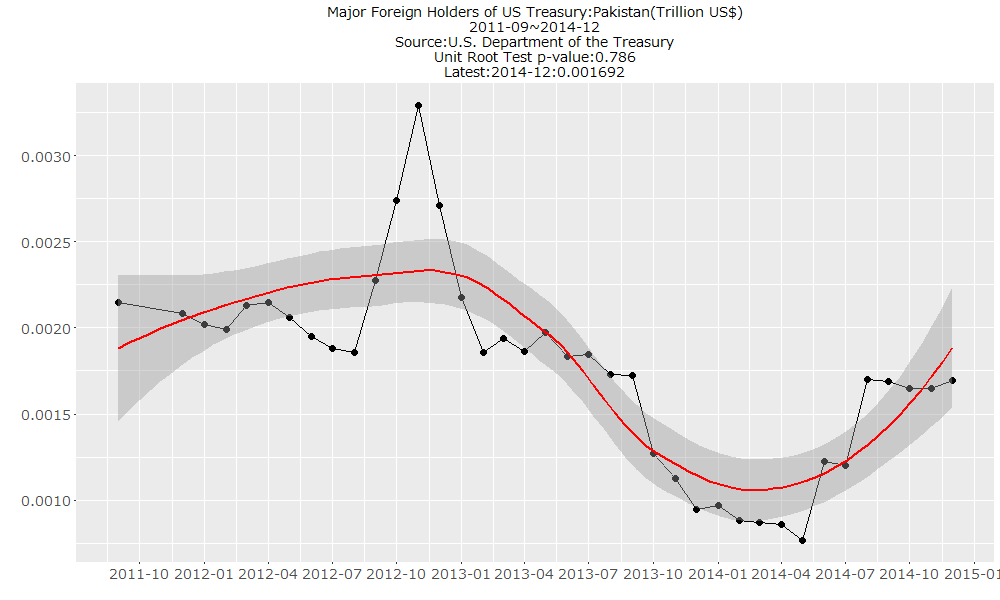 Major Foreign Holders of US Treasury:Pakistan(Trillion US$)
2011-09~2014-12
Source:U.S. Department of the Treasury
Unit Root Test p-value:0.786
Latest:2014-12:0.001692
0.0030
0.0025
0.0020
0.0015
0.0010
2011-10 2012-01 2012-04 2012-07 2012-10 2013-01 2013-04 2013-07 2013-10 2014-01 2014-04 2014-07 2014-10 2015-01